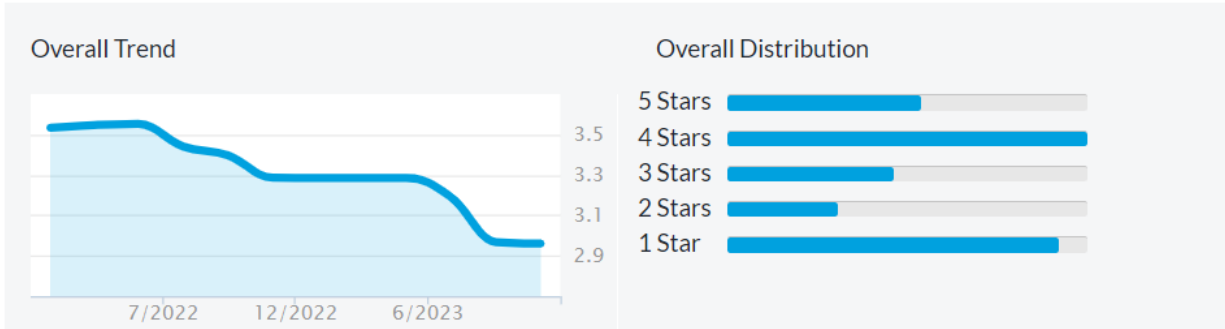 Overall Trend
3.5
3.3
3.1
2.9
7/2022 12/2022 6/2023
Overall Distribution
5 Stars
4 Stars
3 Stars
2 Stars
1 Star